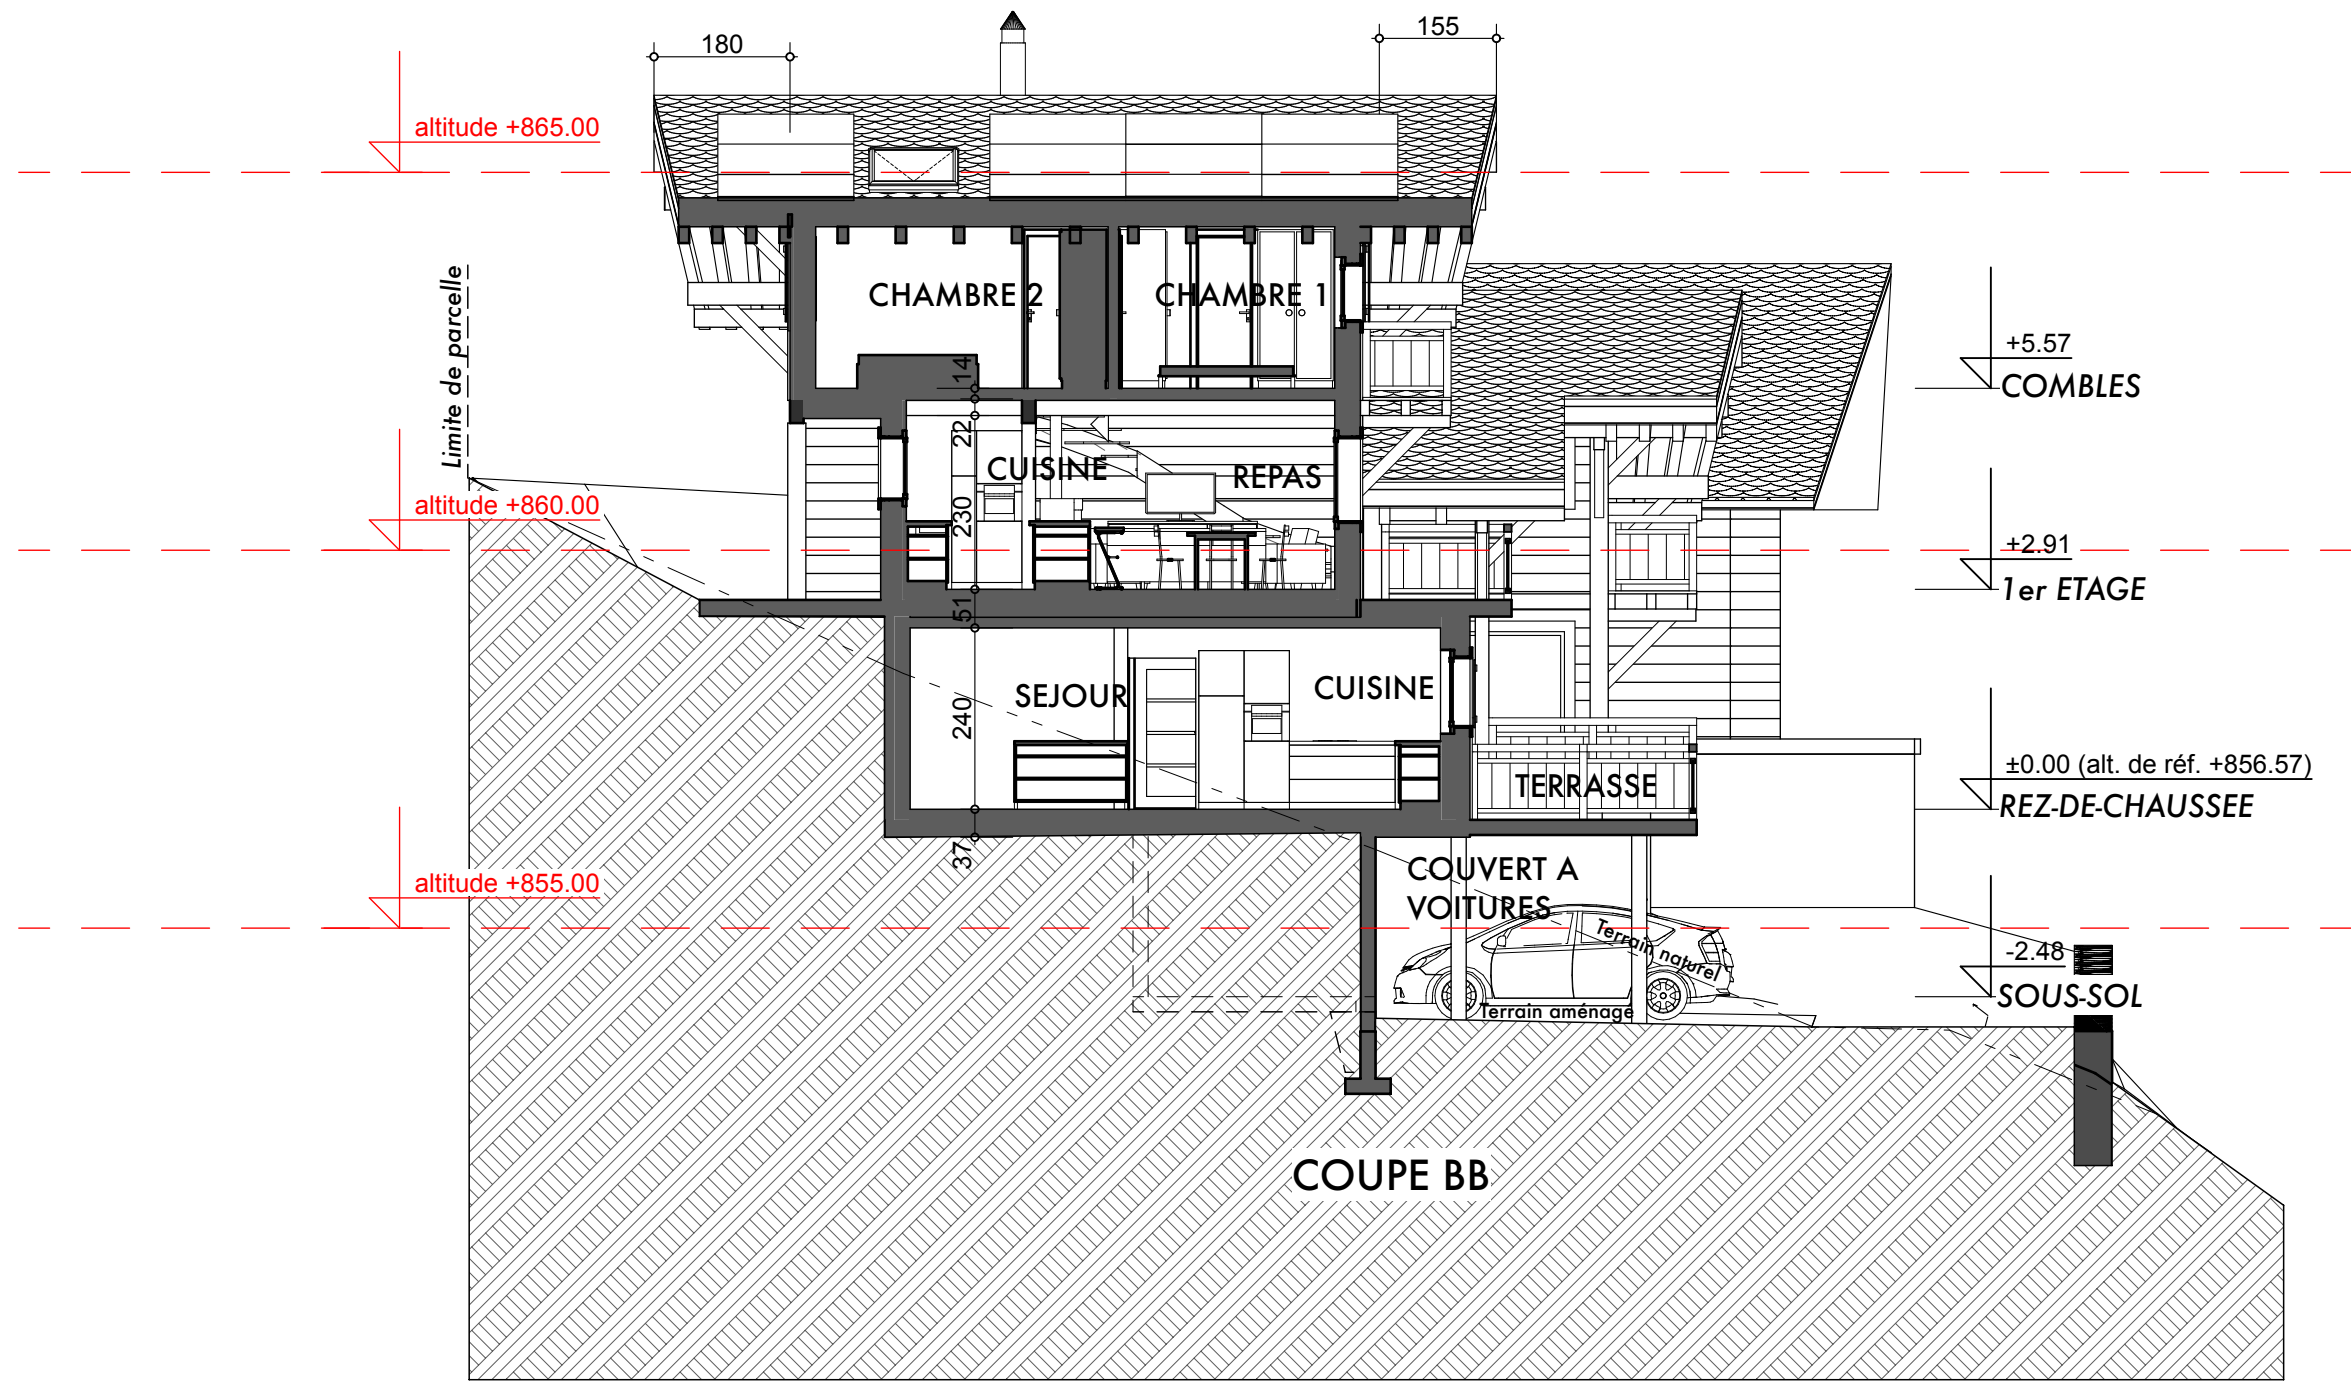 155
180
altitude +865.00
CHAMBRE 2
CHAMBRE 1
Limite de parcelle
+5.57
COMBLES
14
22
CUISINE
REPAS
altitude +860.00
230
+2.91
1er ETAGE
51
SEJOUR
CUISINE
240
±0.00 (alt. de réf. +856.57)
REZ-DE-CHAUSSEE
TERRASSE
37
COUVERT A
VOITURES
altitude +855.00
Terrain naturel
-2.48
SOUS-SOL
Terrain aménagé
COUPE BB